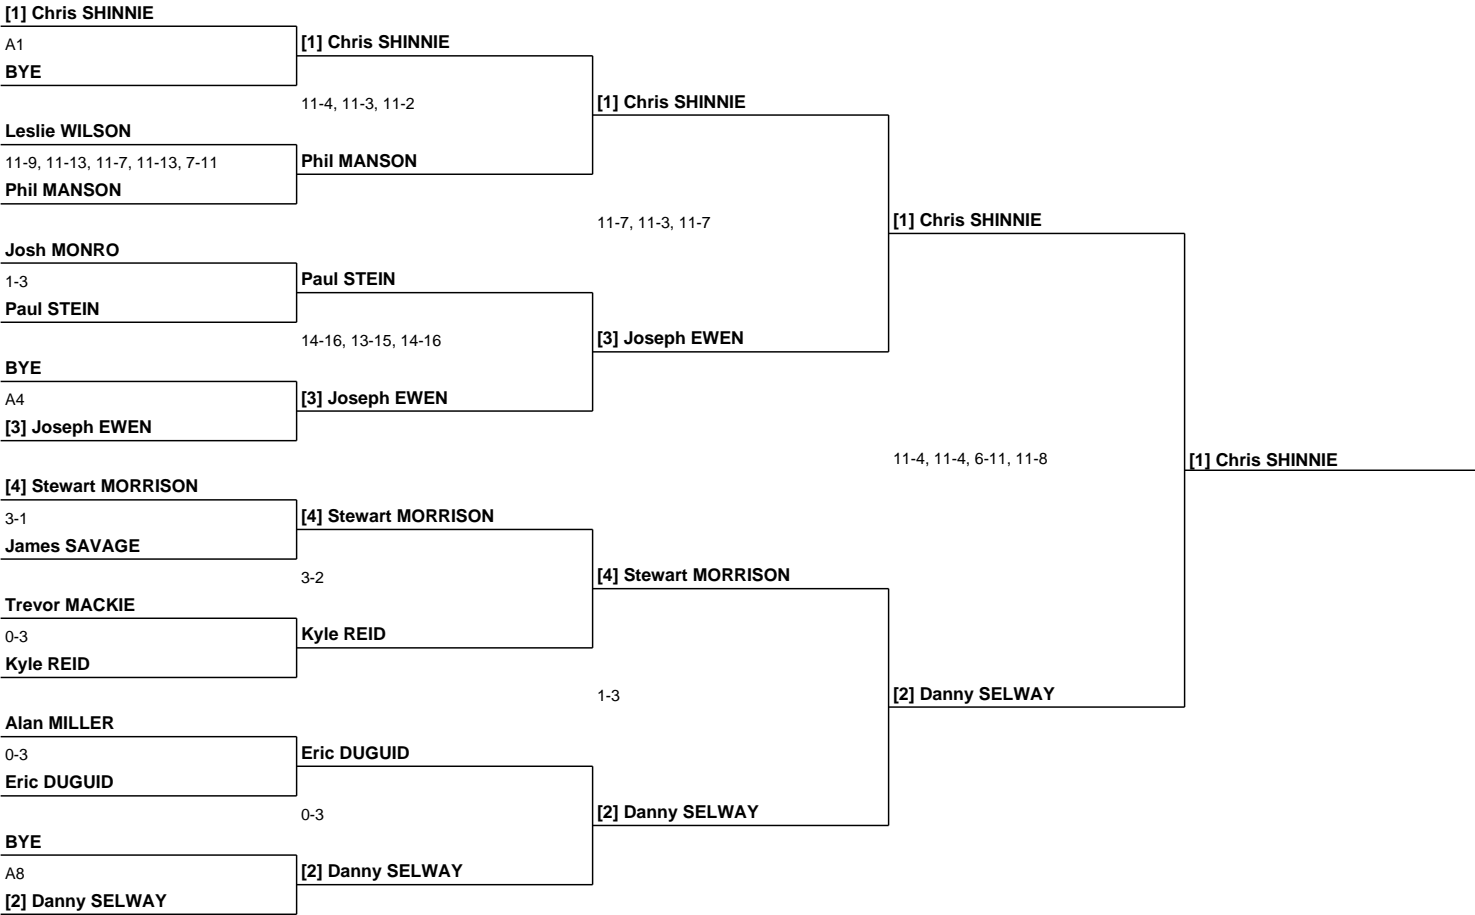 [1] Chris SHINNIE
A1
BYE
Leslie WILSON
11-9, 11-13, 11-7, 11-13, 7-11
Phil MANSON
Josh MONRO
1-3
Paul STEIN
BYE
A4
[3] Joseph EWEN
[4] Stewart MORRISON
3-1
James SAVAGE
Trevor MACKIE
0-3
Kyle REID
Alan MILLER
0-3
Eric DUGUID
BYE
A8
[2] Danny SELWAY
[1] Chris SHINNIE
11-4, 11-3, 11-2
Phil MANSON
Paul STEIN
14-16, 13-15, 14-16
[3] Joseph EWEN
[4] Stewart MORRISON
3-2
Kyle REID
Eric DUGUID
0-3
[2] Danny SELWAY
[1] Chris SHINNIE
11-7, 11-3, 11-7
[3] Joseph EWEN
[4] Stewart MORRISON
1-3
[2] Danny SELWAY
[1] Chris SHINNIE
11-4, 11-4, 6-11, 11-8
[2] Danny SELWAY
[1] Chris SHINNIE